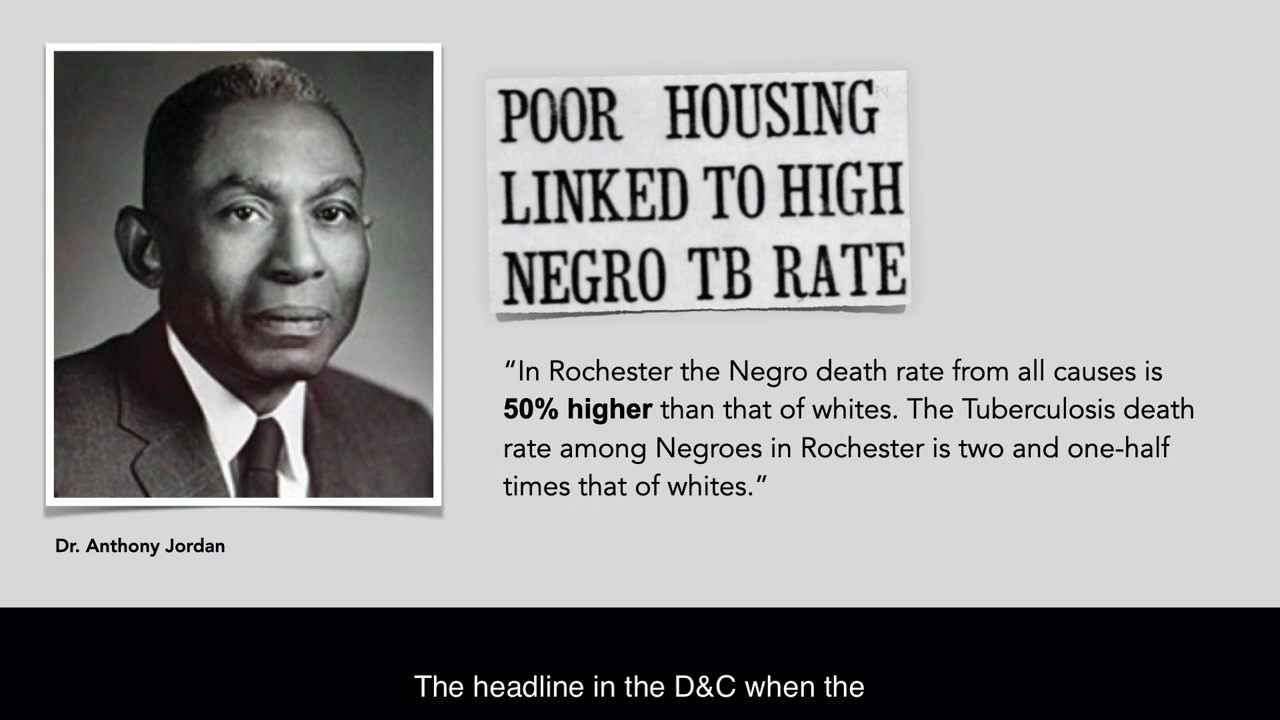 POOR HOUSING
LINKED TO HIGH
NEGRO TB RATE
“In Rochester the Negro death rate from all causes is
50% higher than that of whites. The Tuberculosis death
rate among Negroes in Rochester is two and one-half
times that of whites.”
Dr. Anthony Jordan
The headline in the D&C when the